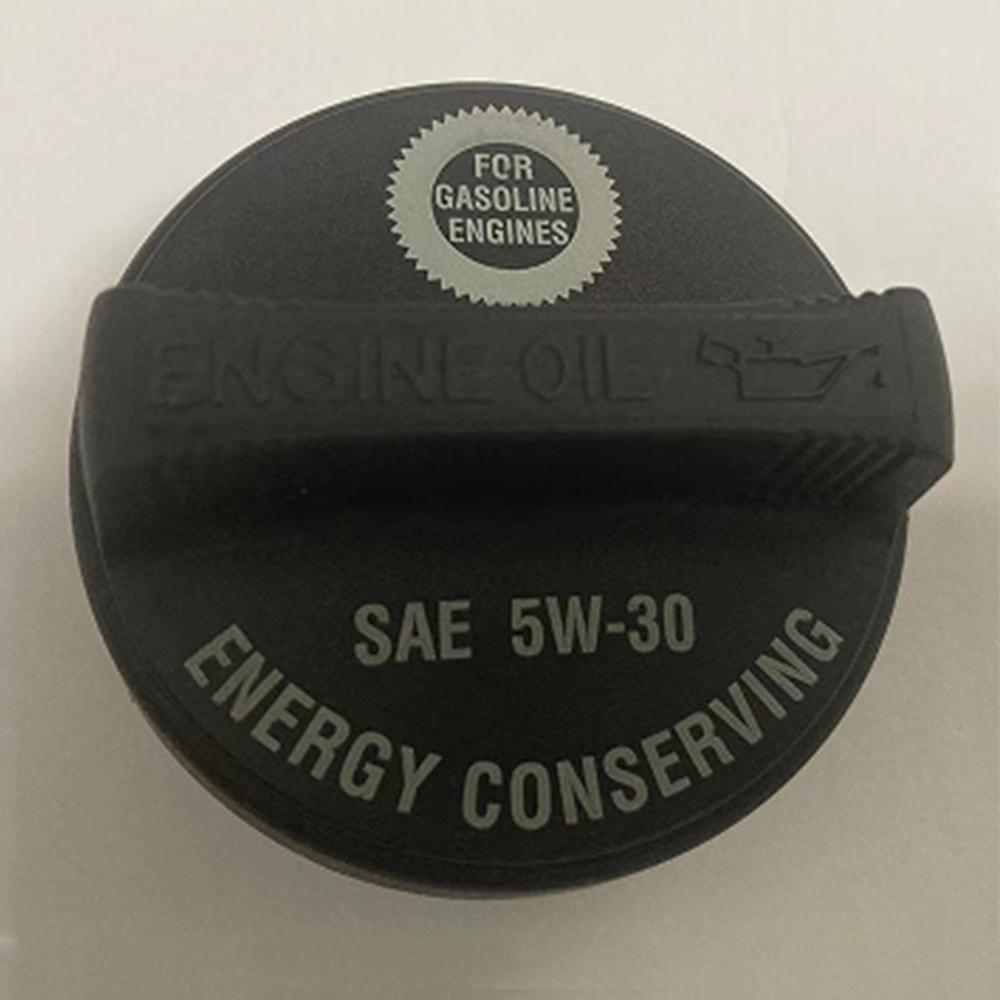 FOR
GASOLINE
ENGINES
ENGINE OIL
SAE 5W-30
ENERGY CONSERVING